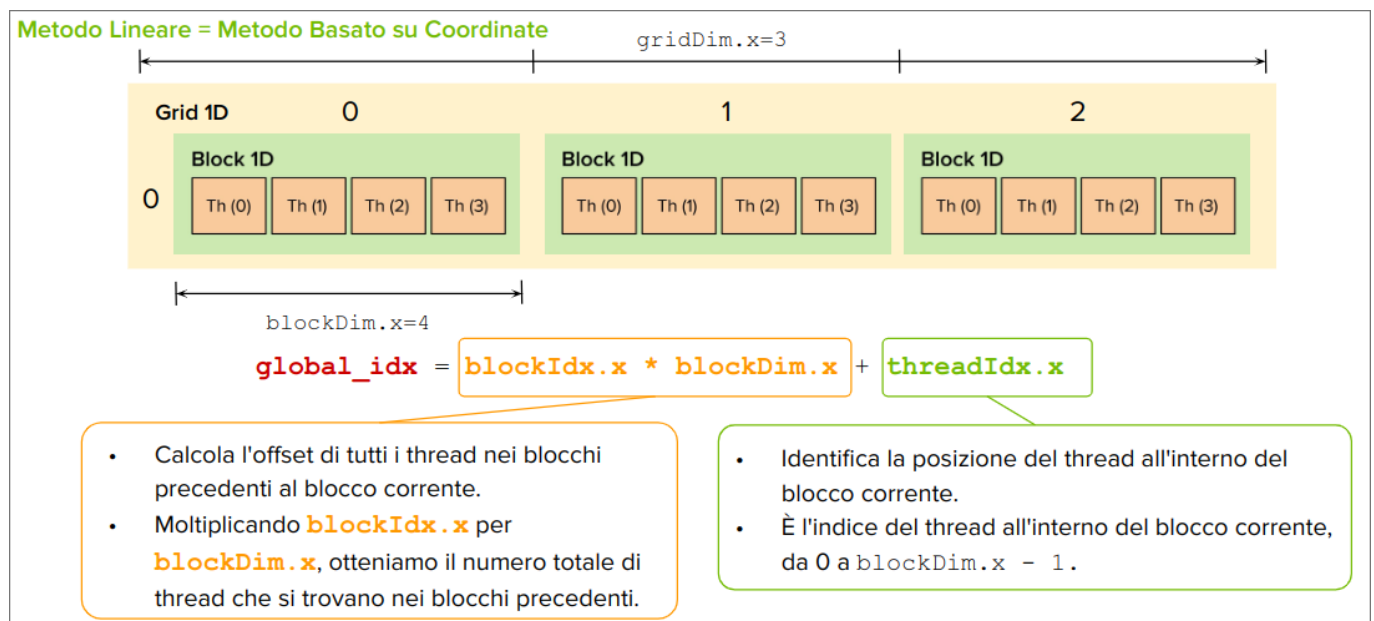 Metodo Lineare = Metodo Basato su Coordinate
gridDim.x=3
Grid 1D 0 1 2
Block 1D Block 1D Block 1D
0
Th (0) Th (1) Th (2) Th (3) Th (0) Th (1) Th (2) Th (3) Th (0) Th (1) Th (2) Th (3)
blockDim.x=4
global_idx = blockIdx.x * blockDim.x + threadIdx.x
• Calcola l'offset di tutti i thread nei blocchi
precedenti al blocco corrente.
• Moltiplicando blockIdx.x per
blockDim.x, otteniamo il numero totale di
thread che si trovano nei blocchi precedenti.
• Identifica la posizione del thread all'interno del
blocco corrente.
• È l'indice del thread all'interno del blocco corrente,
da 0 a blockDim.x - 1.